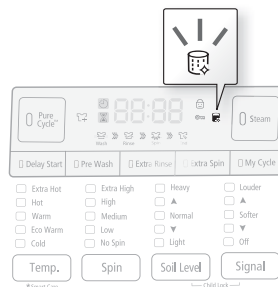 Pure Cycle™
88:88
Steam
Wash Rinse Spin
Delay Start Pre Wash Extra Rinse Extra Spin My Cycle
Extra Hot Extra High Heavy Louder
Hot High ▲ ▲
Warm Medium Normal Softer
Eco Warm Low ▼ ▼
Cold No Spin Light Off
Temp. Spin Soil Level Signal
Smart Care Child Lock